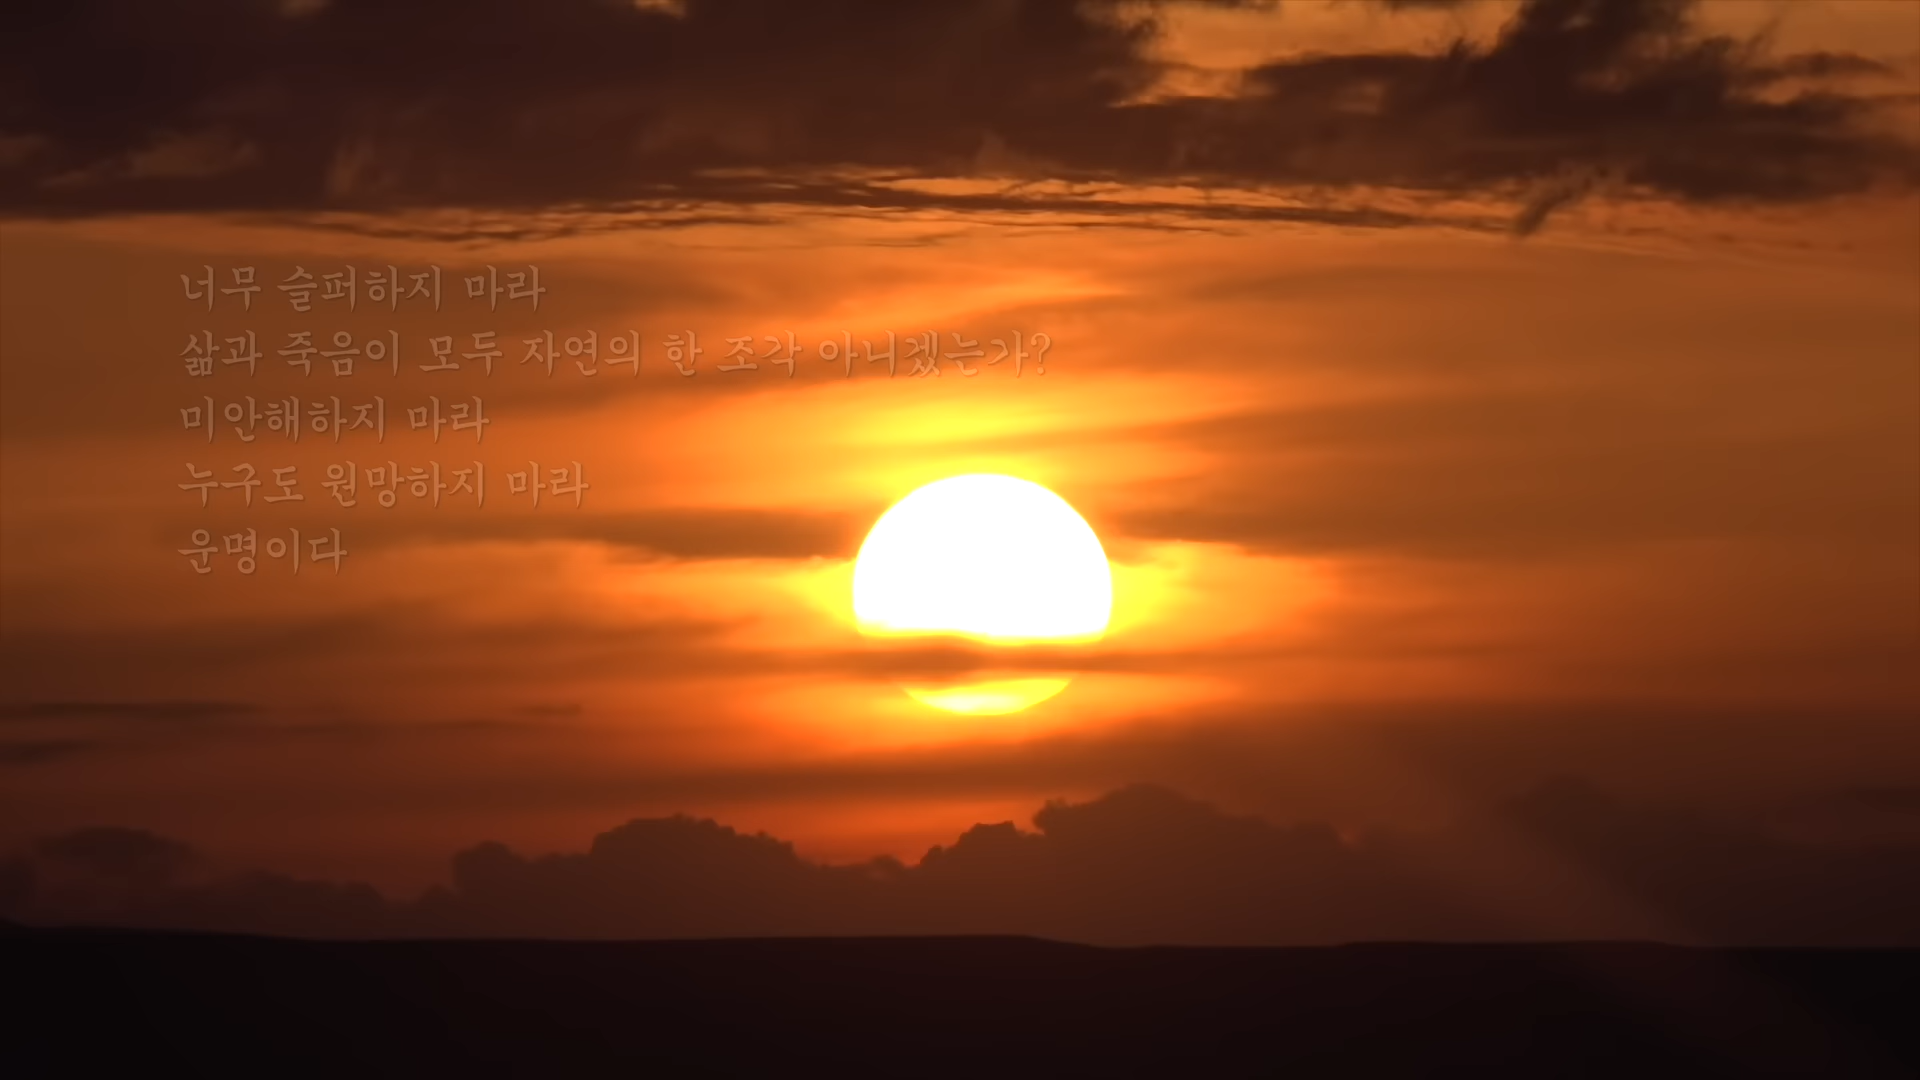 너무 슬퍼하지 마라
삶과 죽음이 모두 자연의 한 조각 아니겠는가?
미안해하지 마라
누구도 원망하지 마라
운명이다